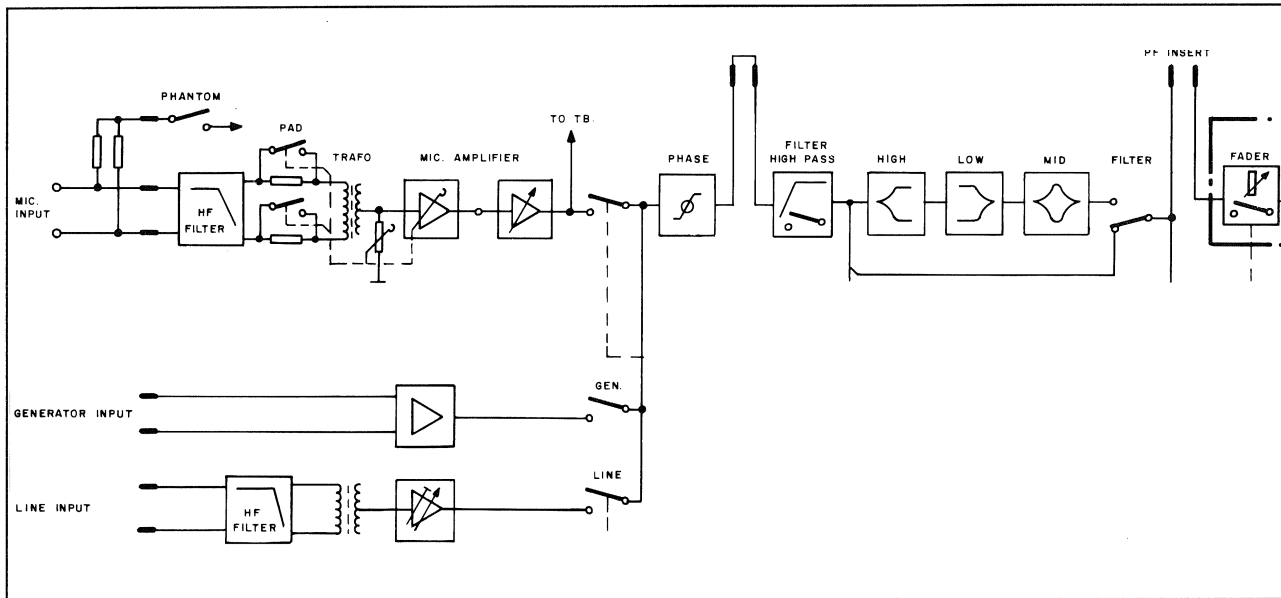 PF INSERT
PHANTOM
PAD
TO TB.
TRAFO
MIC. AMPLIFIER
PHASE
FILTER
HIGH PASS
HIGH
LOW
MID
FILTER
FADER
MIC.
INPUT
HF
FILTER
GEN.
GENERATOR INPUT
LINE
LINE INPUT
HF
FILTER